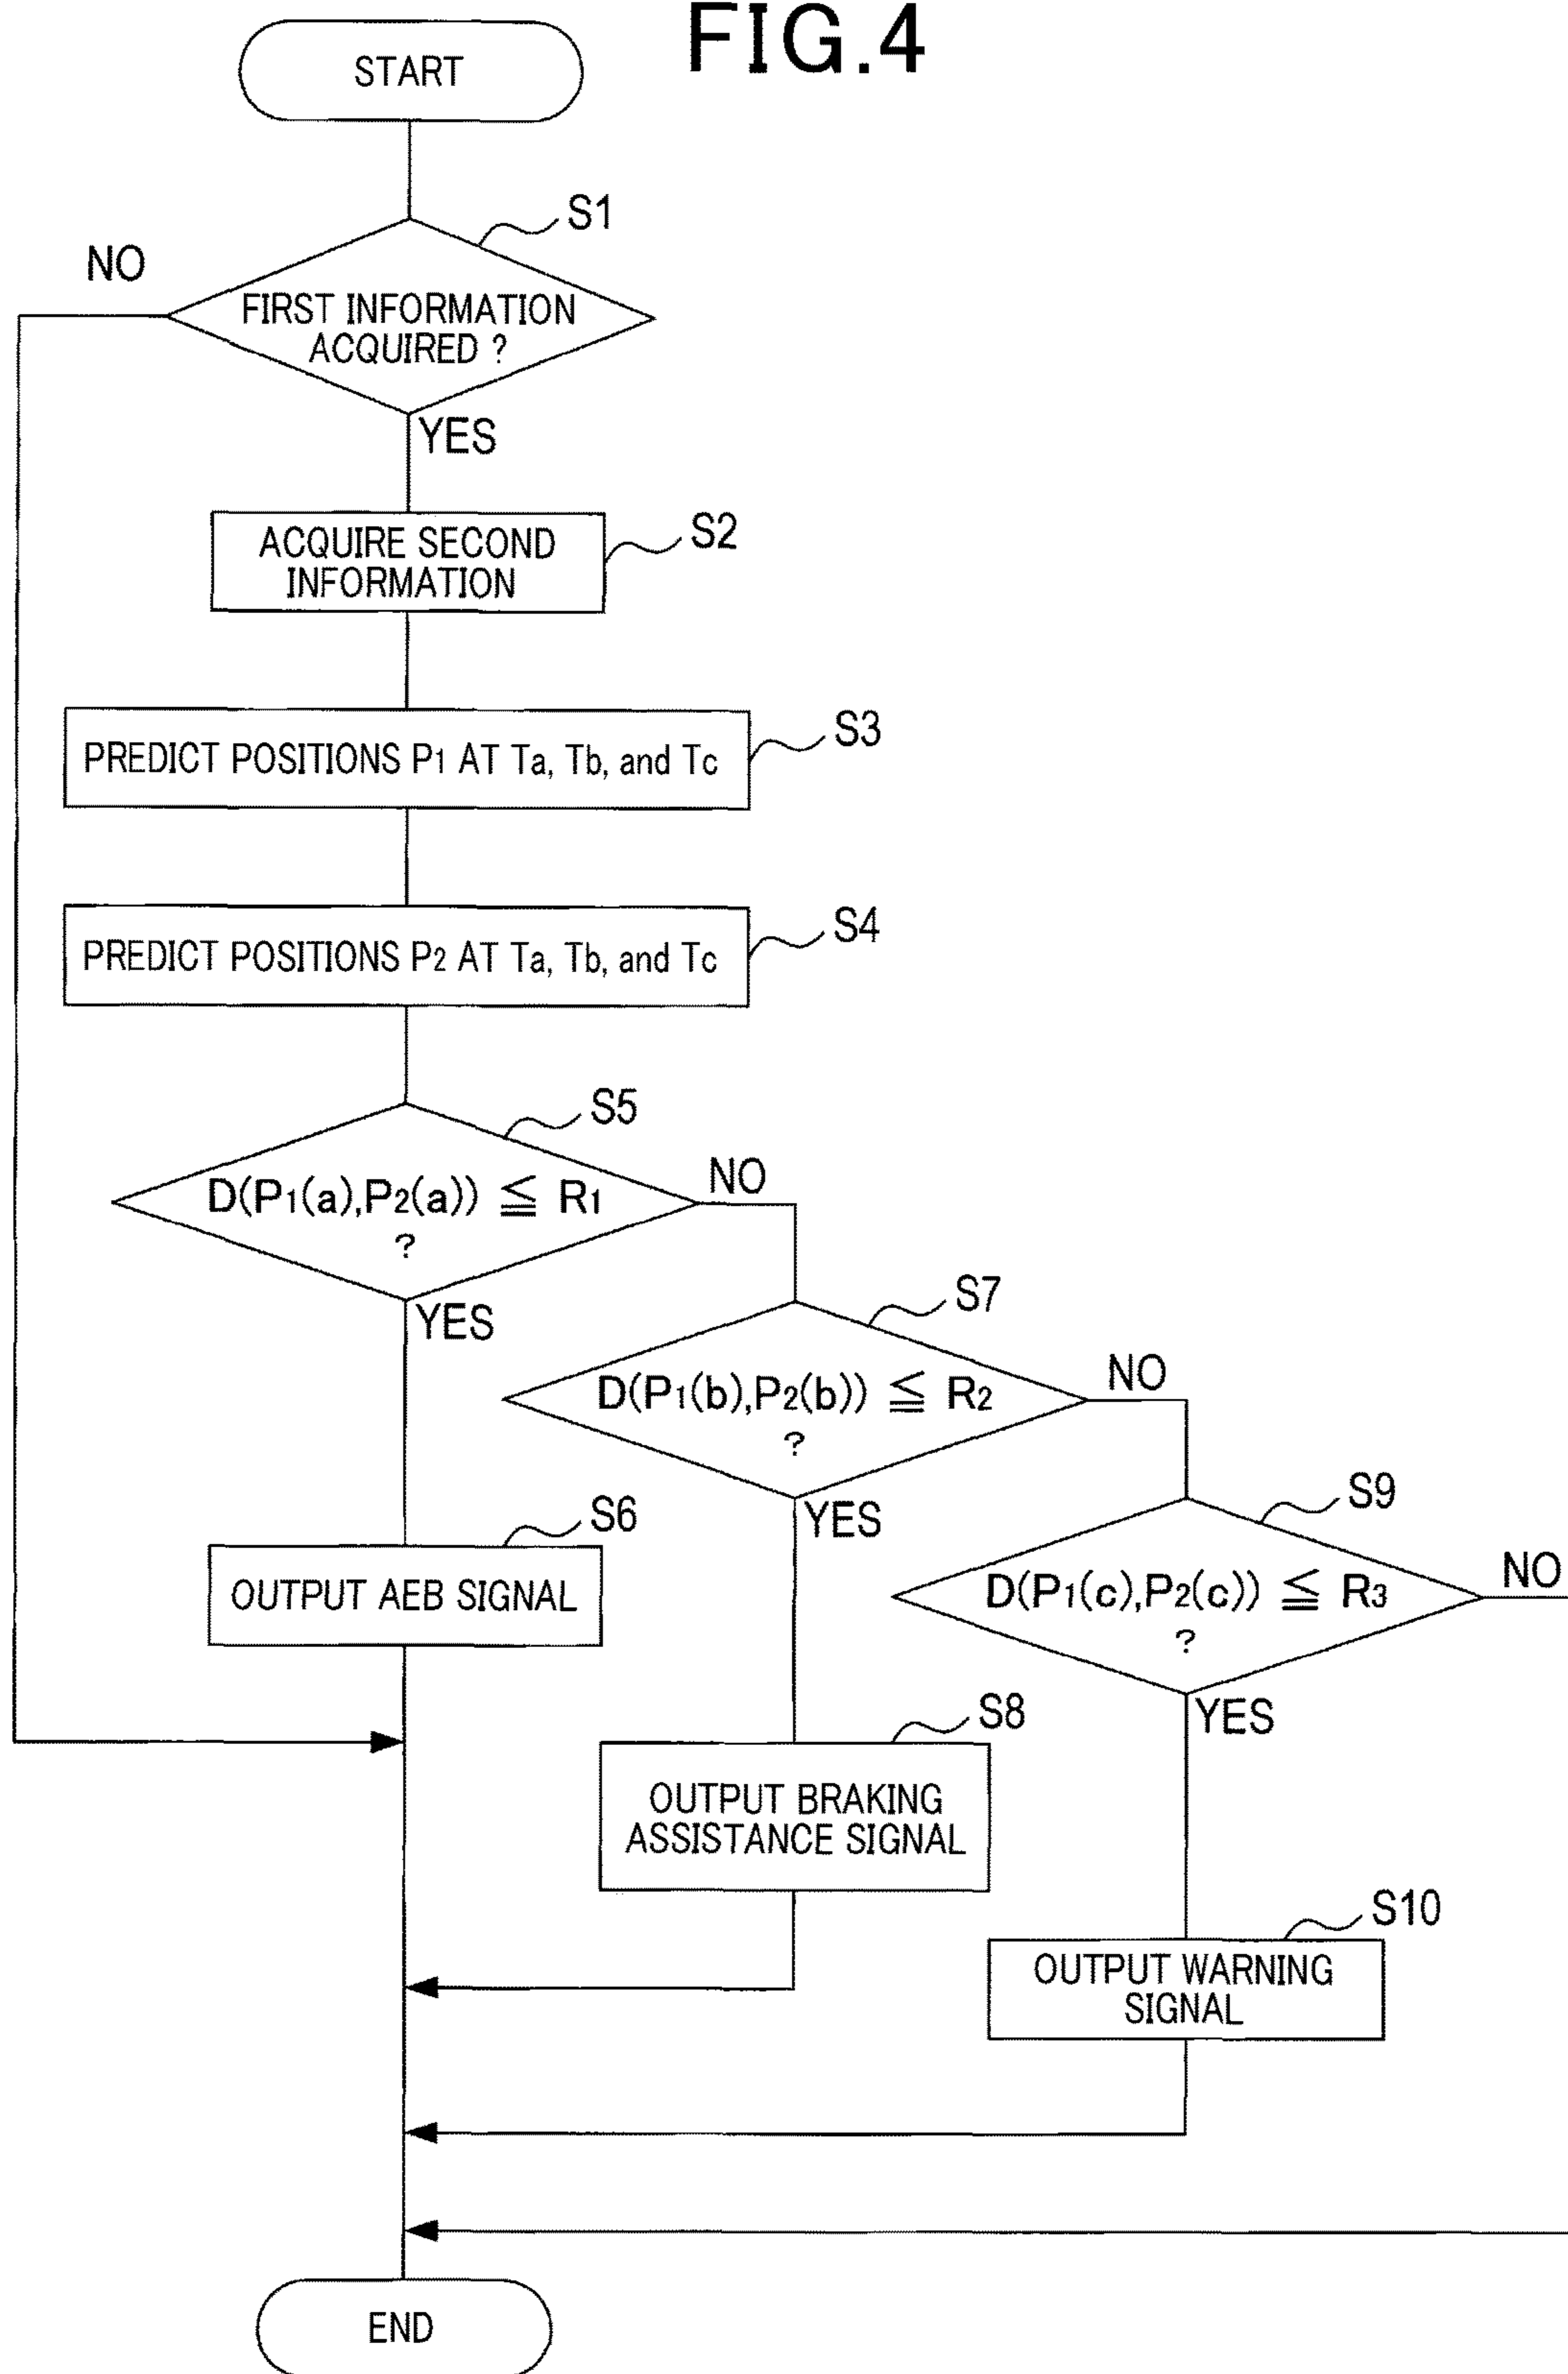 FIG.4
START
S1
NO
FIRST INFORMATION
ACQUIRED ?
YES
S2
ACQUIRE SECOND
INFORMATION
S3
PREDICT POSITIONS P1 AT Ta, Tb, and Tc
S4
PREDICT POSITIONS P2 AT Ta, Tb, and Tc
S5
D(P1(a),P2(a)) ≦ R1
?
NO
YES
S7
D(P1(b),P2(b)) ≦ R2
?
NO
YES
S9
D(P1(c),P2(c)) ≦ R3
?
NO
YES
S6
OUTPUT AEB SIGNAL
S8
OUTPUT BRAKING
ASSISTANCE SIGNAL
S10
OUTPUT WARNING
SIGNAL
END